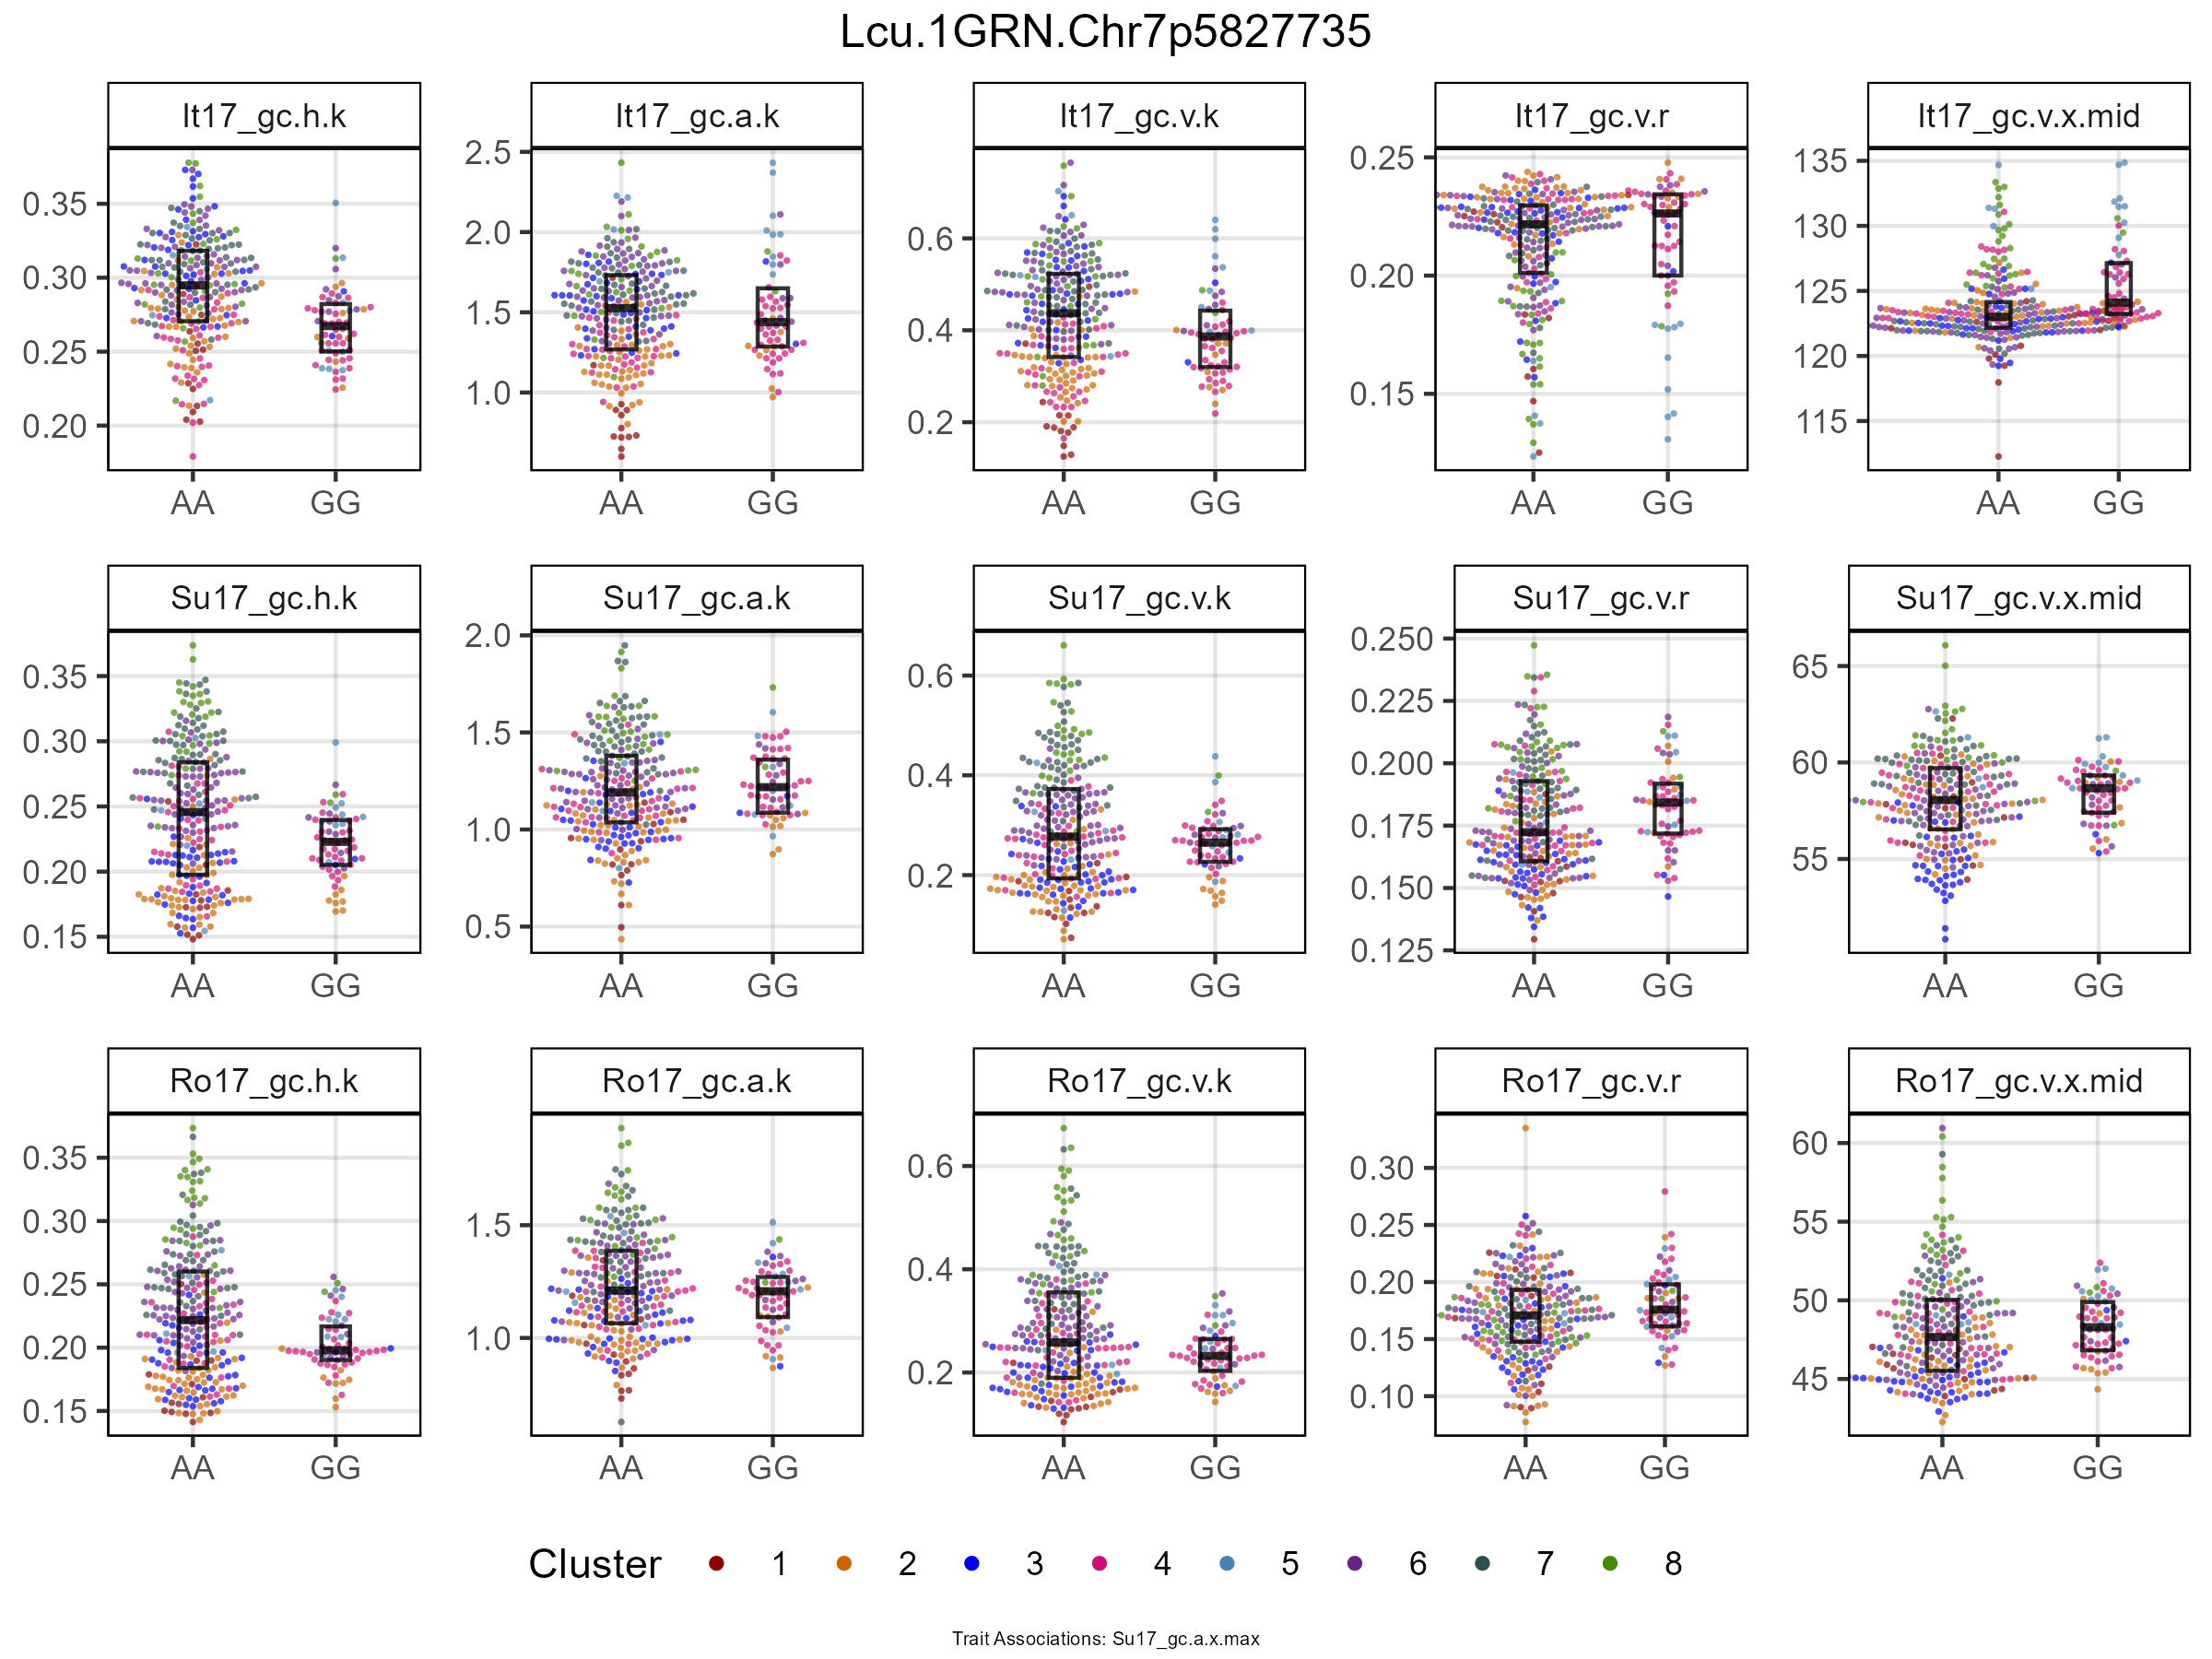 Lcu.1GRN.Chr7p5827735
It17_gc.h.k It17_gc.a.k It17_gc.v.k It17_gc.v.r It17_gc.v.x.mid
0.35
0.30
0.25
0.20
AA GG
2.5
2.0
1.5
1.0
AA GG
0.6
0.4
0.2
AA GG
0.25
0.20
0.15
AA GG
135
130
125
120
115
AA GG
Su17_gc.h.k Su17_gc.a.k Su17_gc.v.k Su17_gc.v.r Su17_gc.v.x.mid
0.35
0.30
0.25
0.20
0.15
AA GG
2.0
1.5
1.0
0.5
AA GG
0.6
0.4
0.2
AA GG
0.250
0.225
0.200
0.175
0.150
0.125
AA GG
65
60
55
AA GG
Ro17_gc.h.k Ro17_gc.a.k Ro17_gc.v.k Ro17_gc.v.r Ro17_gc.v.x.mid
0.35
0.30
0.25
0.20
0.15
AA GG
1.5
1.0
AA GG
0.6
0.4
0.2
AA GG
0.30
0.25
0.20
0.15
0.10
AA GG
60
55
50
45
AA GG
Cluster 1 2 3 4 5 6 7 8
Trait Associations: Su17_gc.a.x.max